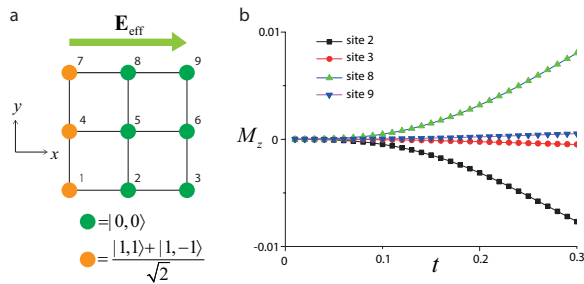 a
E_eff
7 8 9
4 5 6
1 2 3
y
x
=|0,0⟩
=(|1,1⟩+|1,-1⟩)/√2
b
0.01
0
-0.01
M_z
site 2
site 3
site 8
site 9
0.1 0.2 0.3
t